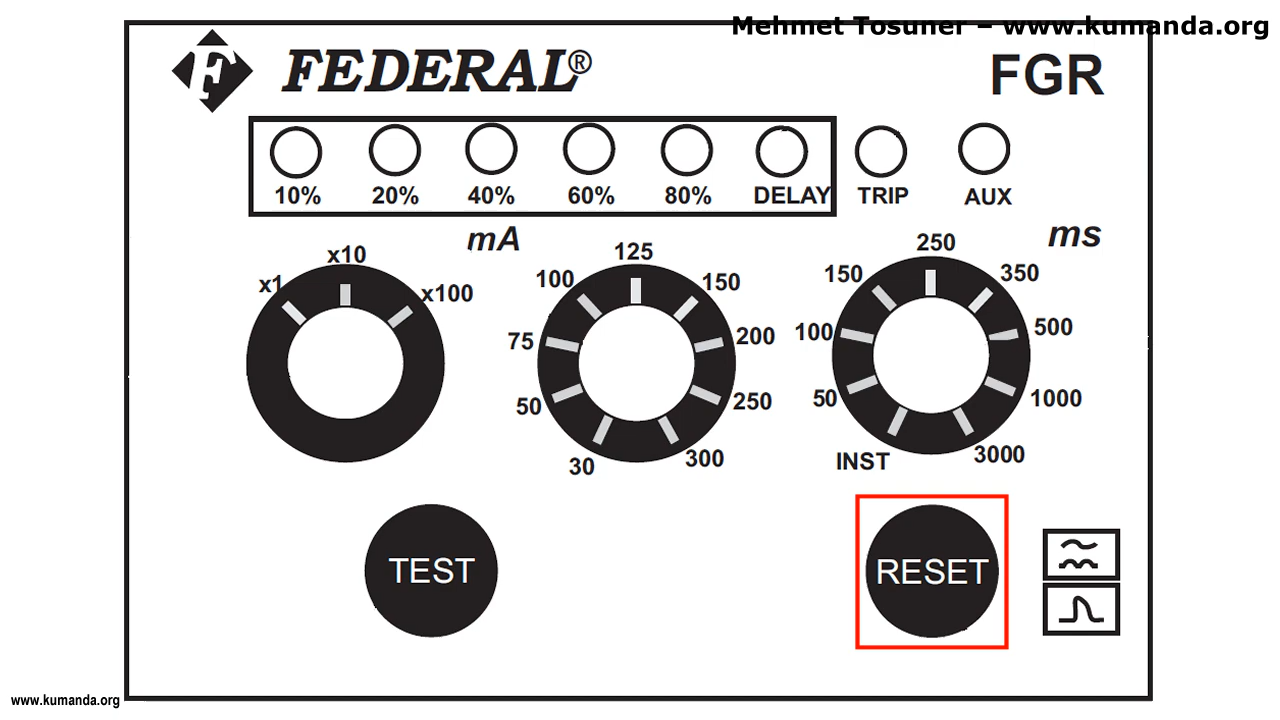 Mehmet Tosuner – www.kumanda.org
F FEDERAL® FGR
10% 20% 40% 60% 80% DELAY TRIP AUX
mA ms
x1 x10 x100
30 50 75 100 125 150 200 250 300
INST 50 100 150 250 350 500 1000 3000
TEST RESET
www.kumanda.org